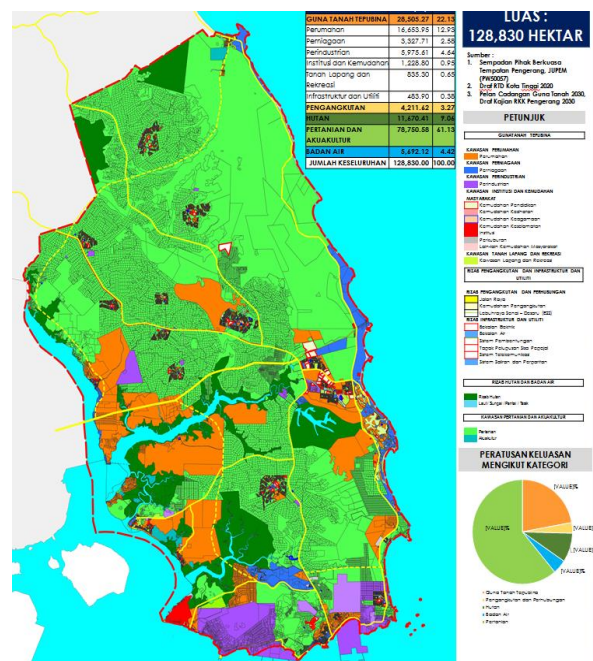 GUNA TANAH TEPUBINA 28,505.27 22.13
Perumahan 16,653.95 12.93
Perniagaan 3,327.71 2.58
Perindustrian 5,975.61 4.64
Institusi dan Kemudahan 1,228.80 0.95
Tanah Lapang dan Rekreasi 835.30 0.65
Infrastruktur dan Utiliti 483.90 0.38
PENGANGKUTAN 4,211.62 3.27
HUTAN 11,670.41 9.06
PERTANIAN DAN AKUAKULTUR 78,750.58 61.13
BADAN AIR 5,692.12 4.42
JUMLAH KESELURUHAN 128,830.00 100.00
LUAS :
128,830 HEKTAR
Sumber :
1. Sempadan Pihak Berkuasa
Tempatan Pengerang, JUPEM
(PW50057)
2. Draf RTD Kota Tinggi 2020
3. Pelan Cadangan Guna Tanah 2030,
Draf Kajian RKK Pengerang 2030
PETUNJUK
GUNATANAH TEPUBINA
KAWASAN PERUMAHAN
Perumahan
KAWASAN PERNIAGAAN
Perniagaan
KAWASAN PERINDUSTRIAN
Perindustrian
KAWASAN INSTITUSI DAN KEMUDAHAN
MASYARAKAT
Kemudahan Pendidikan
Kemudahan Kesihatan
Kemudahan Keagamaan
Kemudahan Keselamatan
Institusi
Perkuburan
Lain-lain Kemudahan Masyarakat
KAWASAN TANAH LAPANG DAN REKREASI
Kawasan Lapang dan Rekreasi
RIZAB PENGANGKUTAN DAN INFRASTRUKTUR DAN
UTILITI
RIZAB PENGANGKUTAN DAN PERHUBUNGAN
Jalan Raya
Kemudahan Pengangkutan
Lebuhraya Senai - Desaru (E22)
RIZAB INFRASTRUKTUR DAN UTILITI
Bekalan Elektrik
Bekalan Air
Sistem Pembentungan
Tapak Pelupusan Sisa Pepejal
Sistem Telekomunikasi
Sistem Saliran dan Perparitan
RIZAB HUTAN DAN BADAN AIR
Rizab Hutan
Laut/ Sungai /Pantai / Tasik
KAWASAN PERTANIAN DAN AKUAKULTUR
Pertanian
Akuakultur
PERATUSAN KELUASAN
MENGIKUT KATEGORI
[VALUE]%
[VALUE]%
[VALUE]%
[VALUE]%
[VALUE]%
Guna Tanah Tepubina
Pengangkutan dan Perhubungan
Hutan
Badan Air
Pertanian